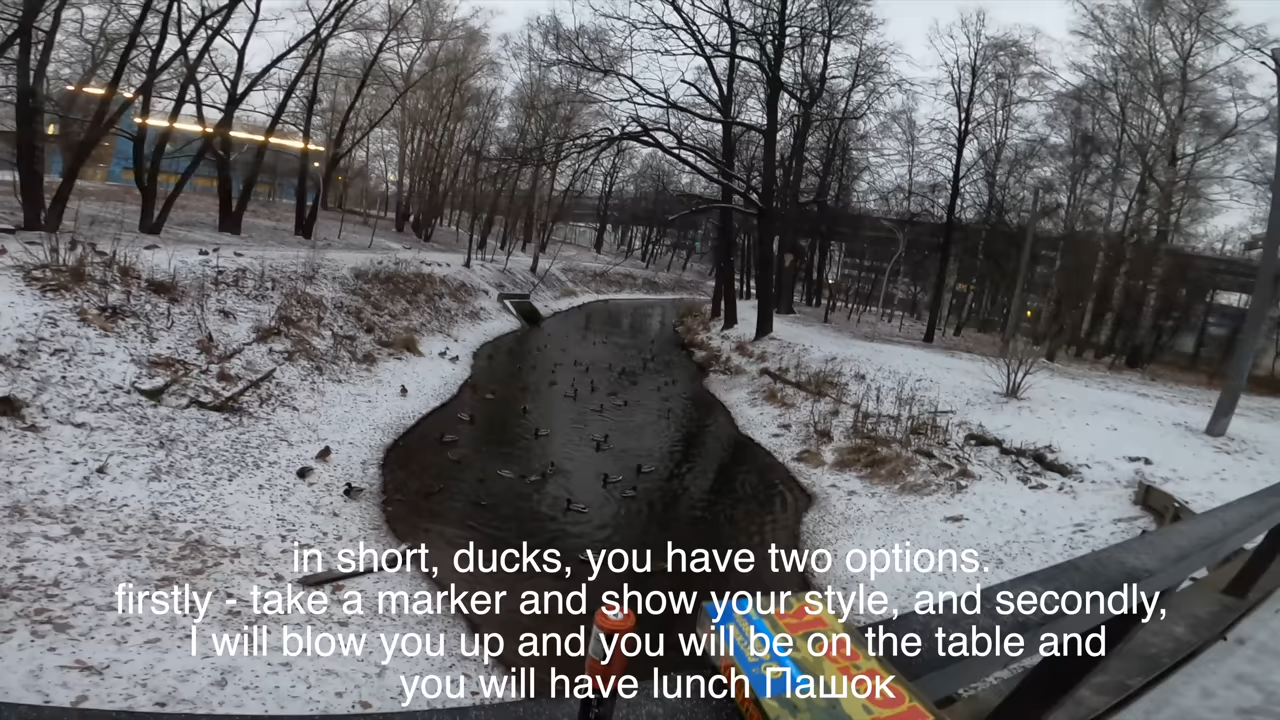 in short, ducks, you have two options.
firstly - take a marker and show your style, and secondly,
I will blow you up and you will be on the table and
you will have lunch Пашок